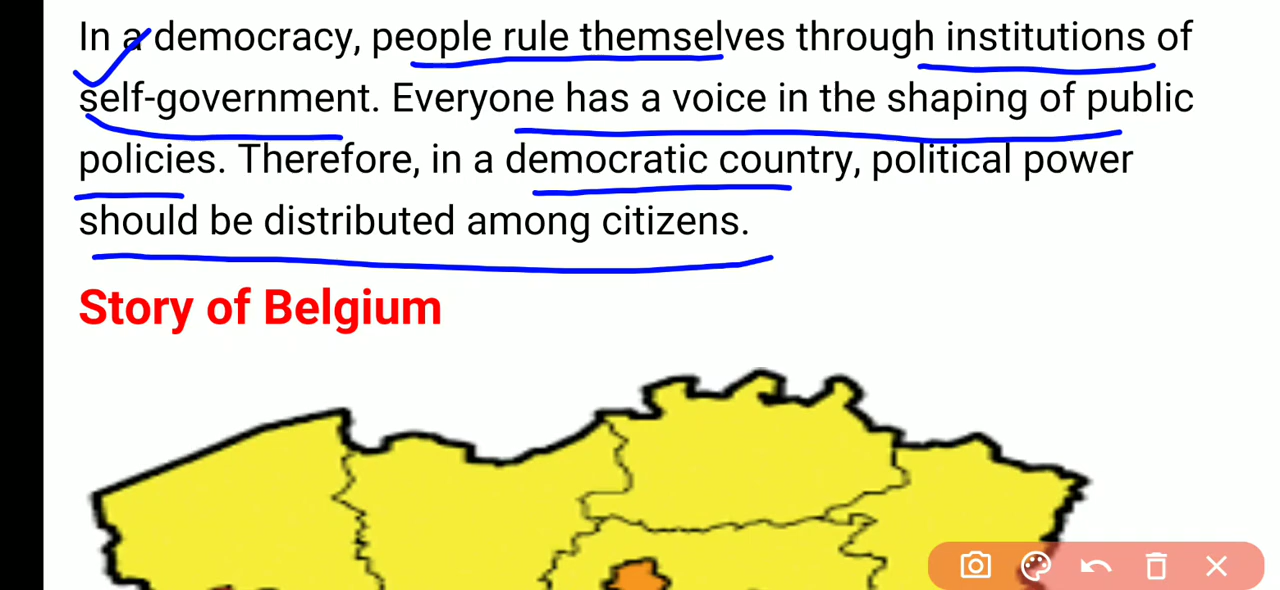 In a democracy, people rule themselves through institutions of
self-government. Everyone has a voice in the shaping of public
policies. Therefore, in a democratic country, political power
should be distributed among citizens.
Story of Belgium